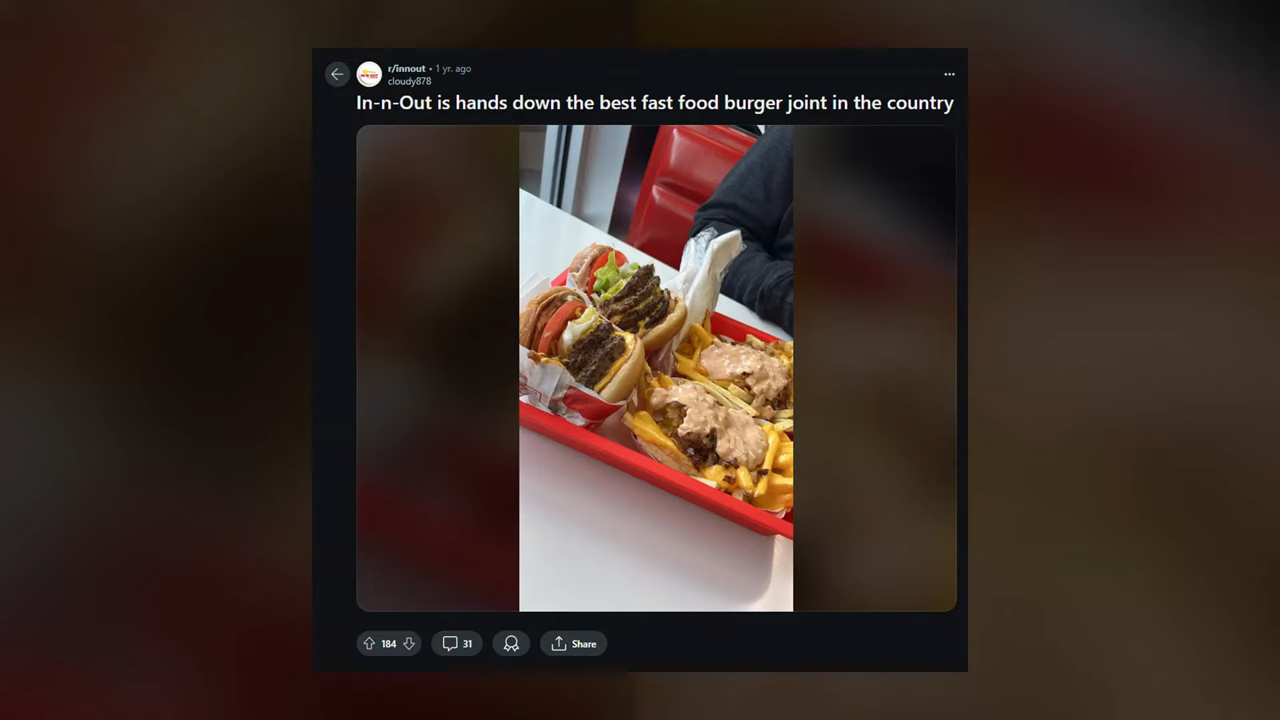 r/innout • 1 yr. ago
cloudy878
In-n-Out is hands down the best fast food burger joint in the country
184
31
Share